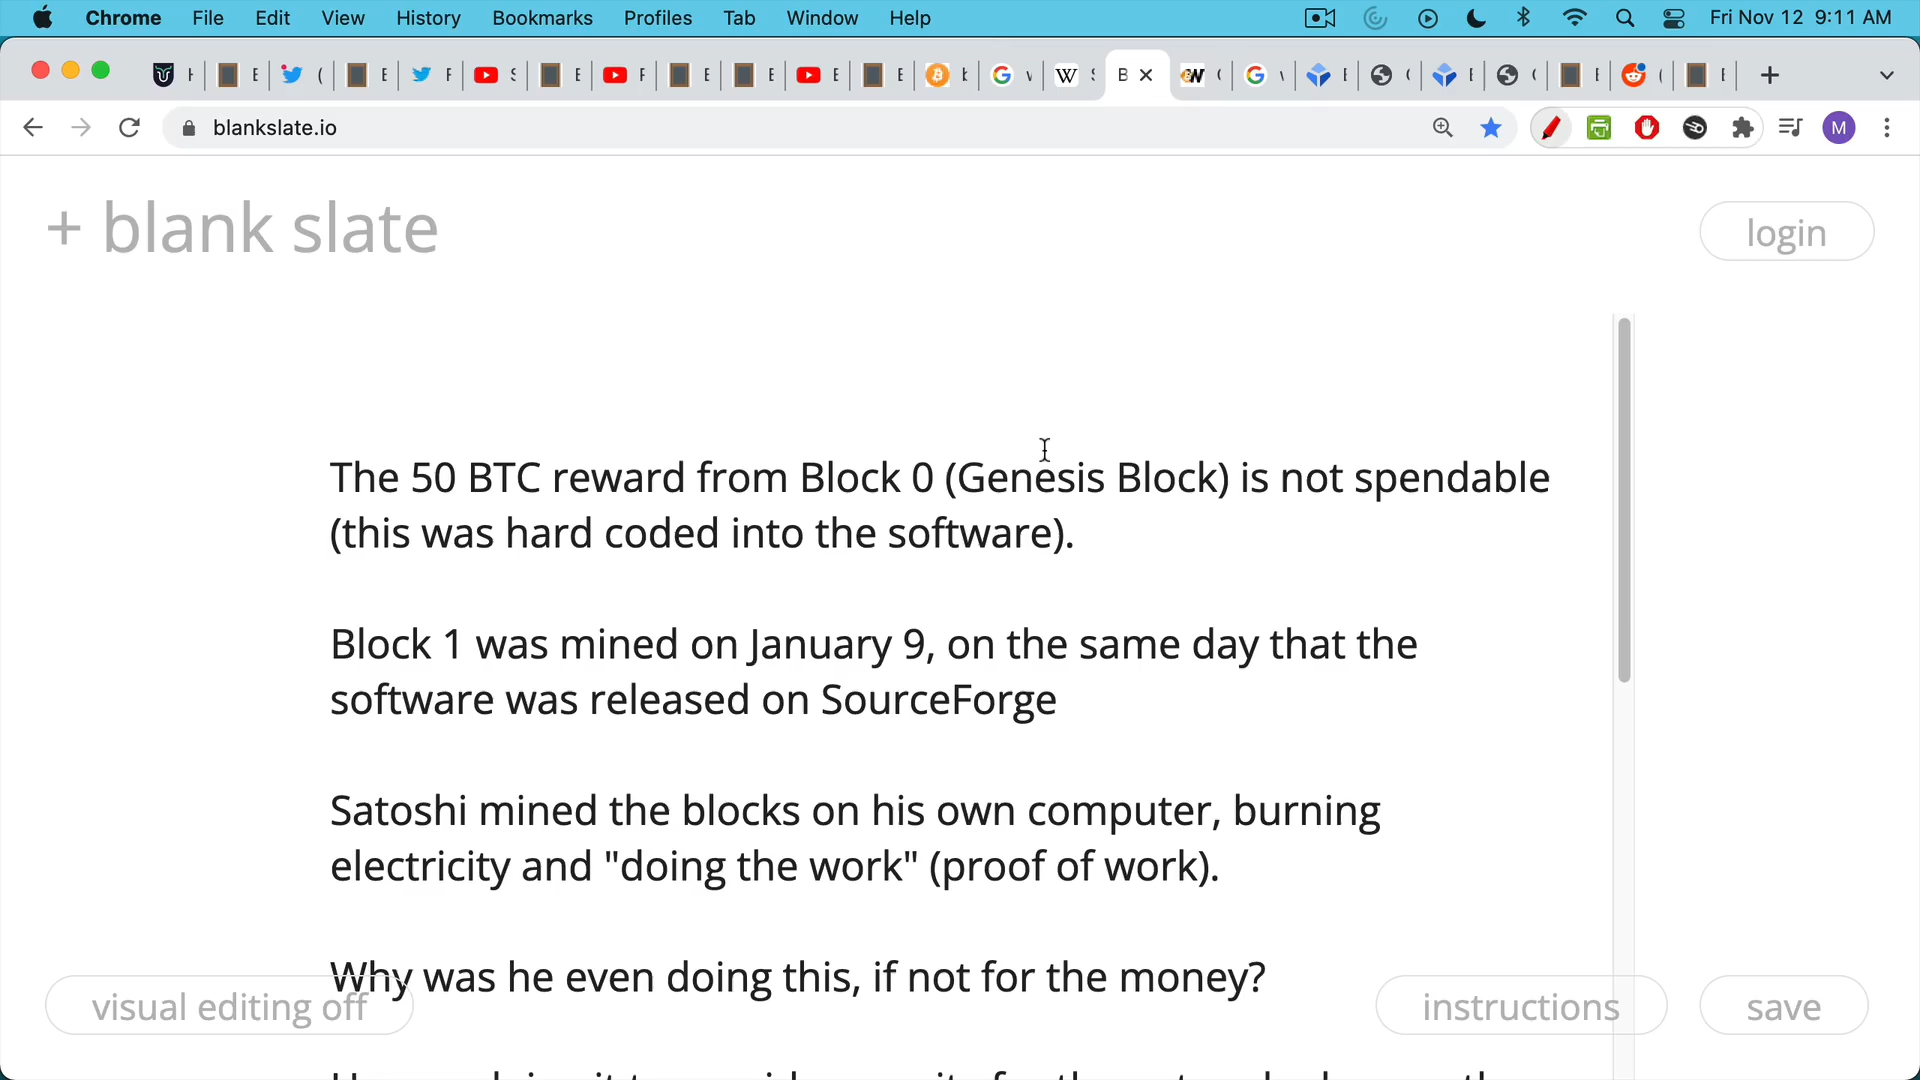 Chrome File Edit View History Bookmarks Profiles Tab Window Help Fri Nov 12 9:11 AM
blankslate.io
M
+ blank slate
login
The 50 BTC reward from Block 0 (Genesis Block) is not spendable
(this was hard coded into the software).
Block 1 was mined on January 9, on the same day that the
software was released on SourceForge
Satoshi mined the blocks on his own computer, burning
electricity and "doing the work" (proof of work).
Why was he even doing this, if not for the money?
visual editing off
instructions
save